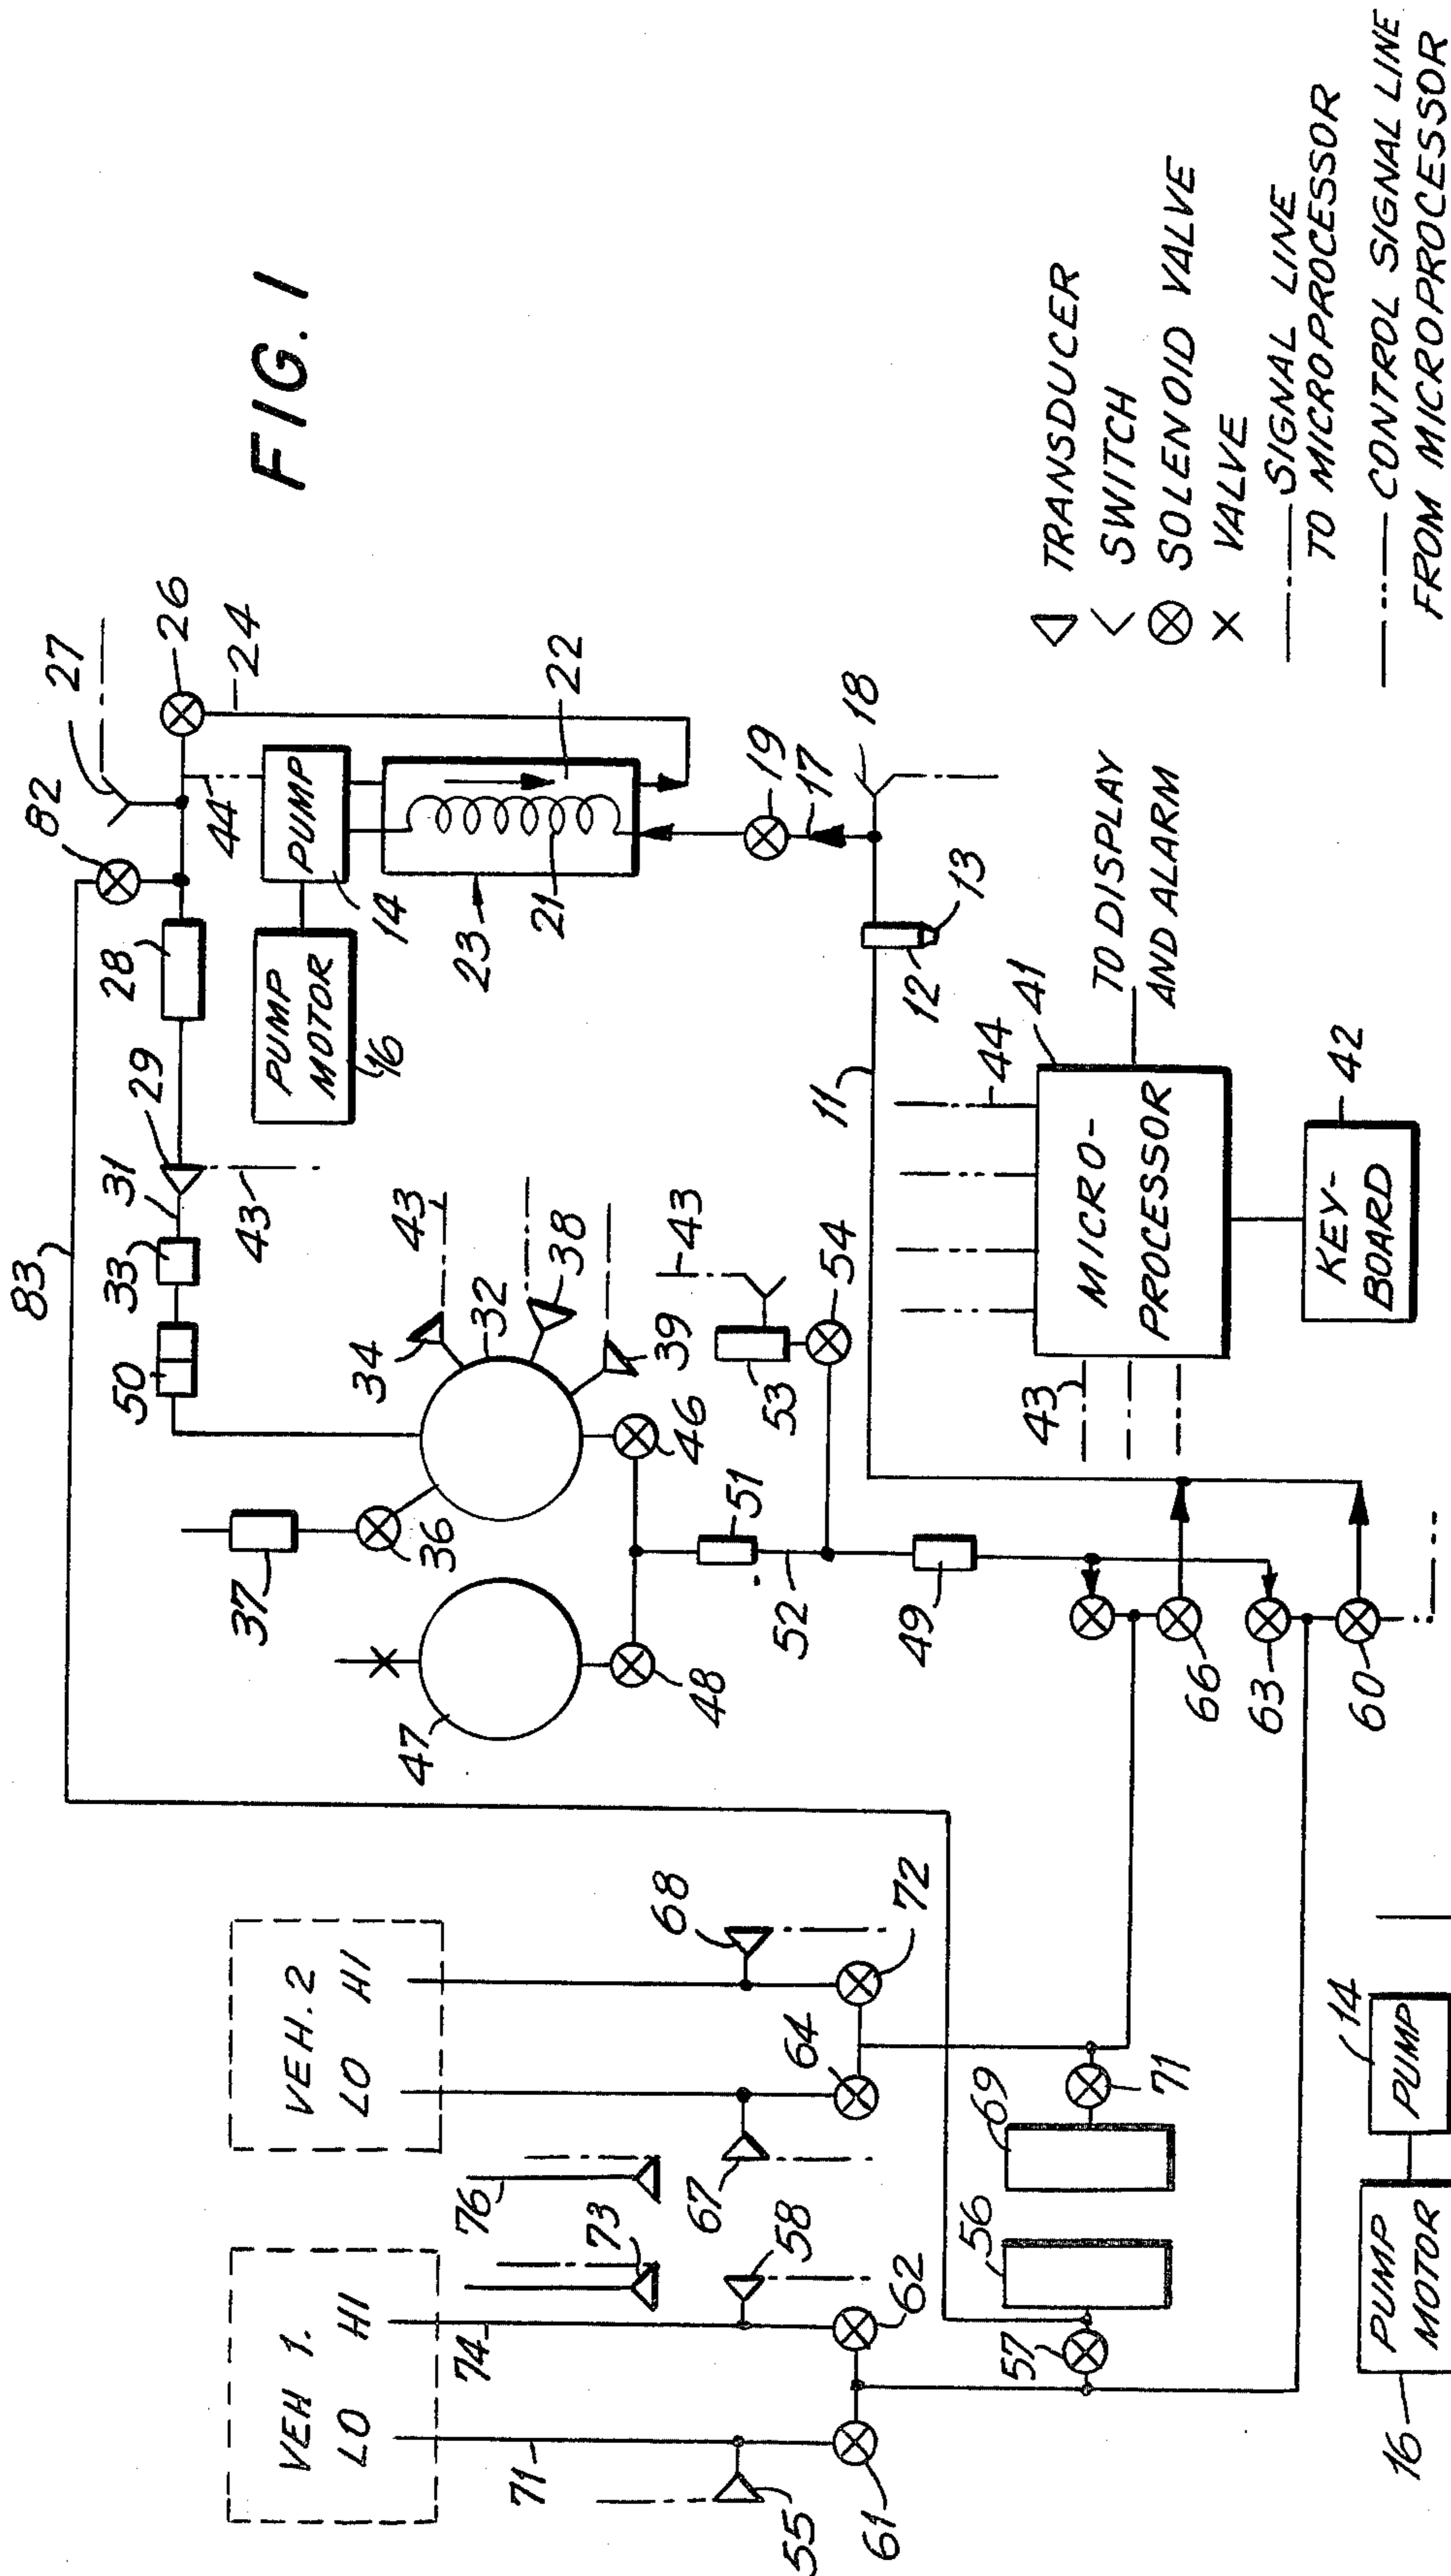 FIG. 1
VEH 1.
LO HI
VEH. 2
LO HI
83
82
27
26
24
44
28
29
31
33
50
43
PUMP
14
PUMP
MOTOR
16
22
21
23
19
17
18
13
12
11
34
43
32
38
39
36
37
46
47
48
51
52
53
43
54
49
66
63
60
68
72
64
67
76
73
74
58
62
71
55
61
69
71
56
57
41
44
43
MICRO-
PROCESSOR
TO DISPLAY
AND ALARM
KEY-
BOARD
42
TRANSDUCER
SWITCH
SOLENOID VALVE
VALVE
SIGNAL LINE
TO MICROPROCESSOR
CONTROL SIGNAL LINE
FROM MICROPROCESSOR
14
PUMP
PUMP
MOTOR
16